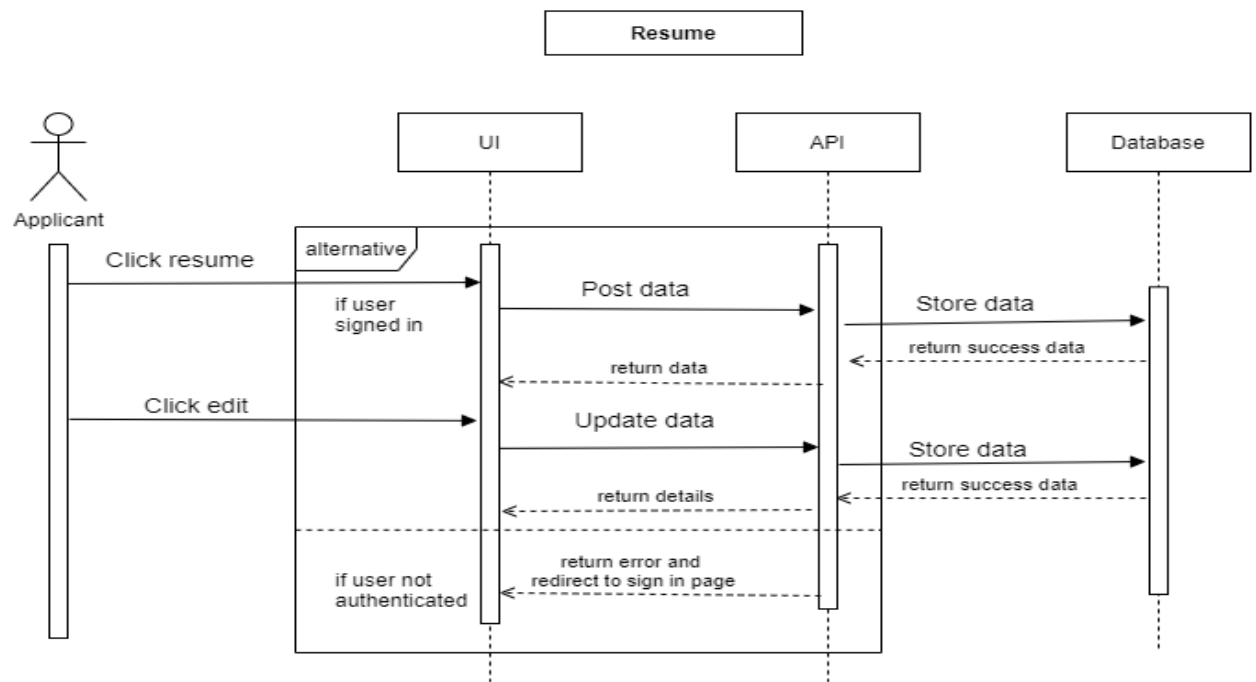 Resume
UI
API
Database
Applicant
alternative
Click resume
if user
signed in
Post data
Store data
return success data
return data
Click edit
Update data
Store data
return success data
return details
return error and
redirect to sign in page
if user not
authenticated